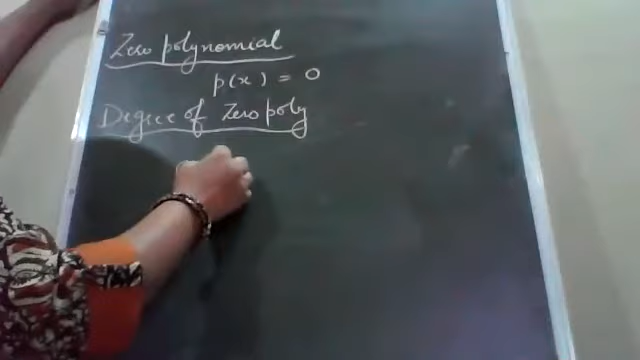 Zero polynomial
p(x) = 0
Degree of Zero poly